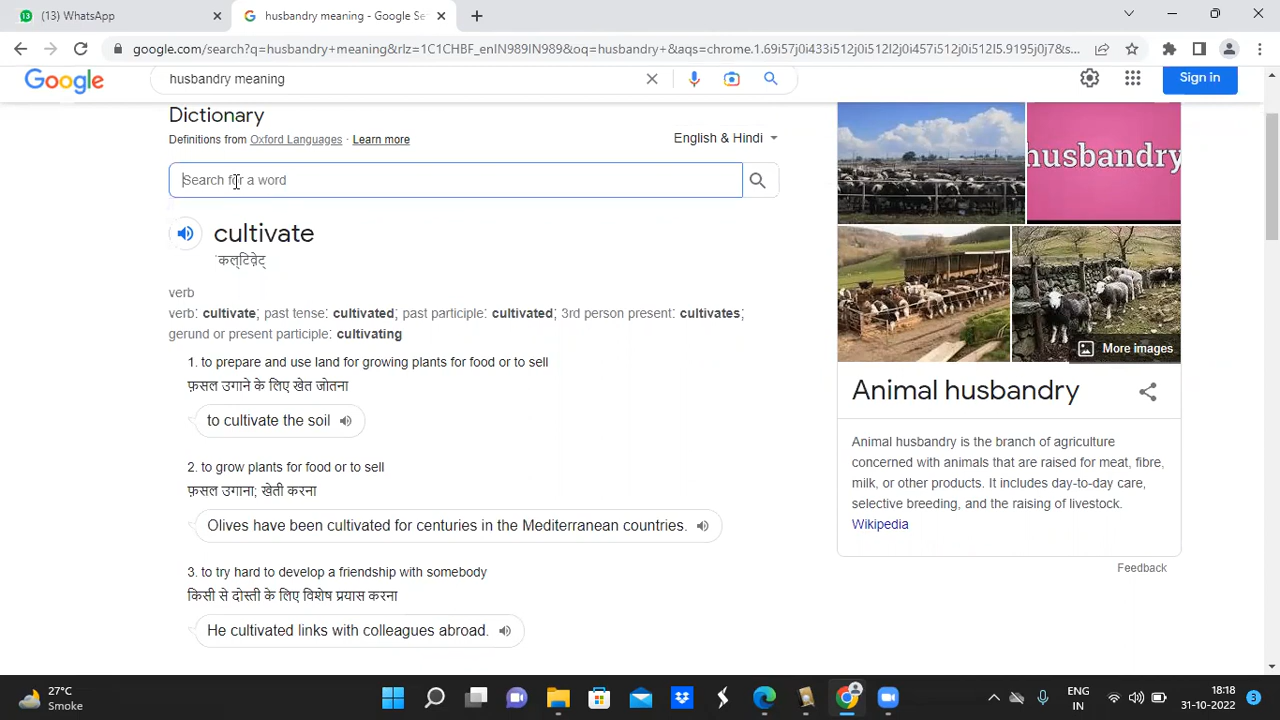 (13) WhatsApp
husbandry meaning - Google Se
google.com/search?q=husbandry+meaning&rlz=1C1CHBF_enIN989IN989&oq=husbandry+&aqs=chrome.1.69i57j0i433i512j0i512l2j0i457i512j0i512l5.9195j0j7&s...
Google
husbandry meaning
Sign in
Dictionary
Definitions from Oxford Languages · Learn more
English & Hindi
Search for a word
cultivate
ˈकल्‌टिव़ेट्‌
verb
verb: cultivate; past tense: cultivated; past participle: cultivated; 3rd person present: cultivates;
gerund or present participle: cultivating
1. to prepare and use land for growing plants for food or to sell
फ़सल उगाने के लिए खेत जोतना
to cultivate the soil
2. to grow plants for food or to sell
फ़सल उगाना; खेती करना
Olives have been cultivated for centuries in the Mediterranean countries.
3. to try hard to develop a friendship with somebody
किसी से दोस्ती के लिए विशेष प्रयास करना
He cultivated links with colleagues abroad.
husbandry
More images
Animal husbandry
Animal husbandry is the branch of agriculture
concerned with animals that are raised for meat, fibre,
milk, or other products. It includes day-to-day care,
selective breeding, and the raising of livestock.
Wikipedia
Feedback
27°C
Smoke
ENG
IN
18:18
31-10-2022
3